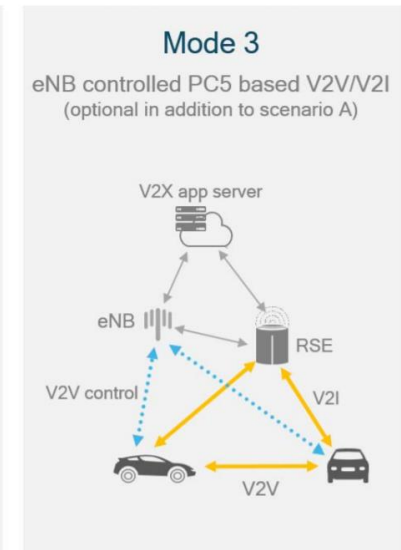 Mode 3
eNB controlled PC5 based V2V/V2I
(optional in addition to scenario A)
V2X app server
eNB
RSE
V2V control
V2I
V2V